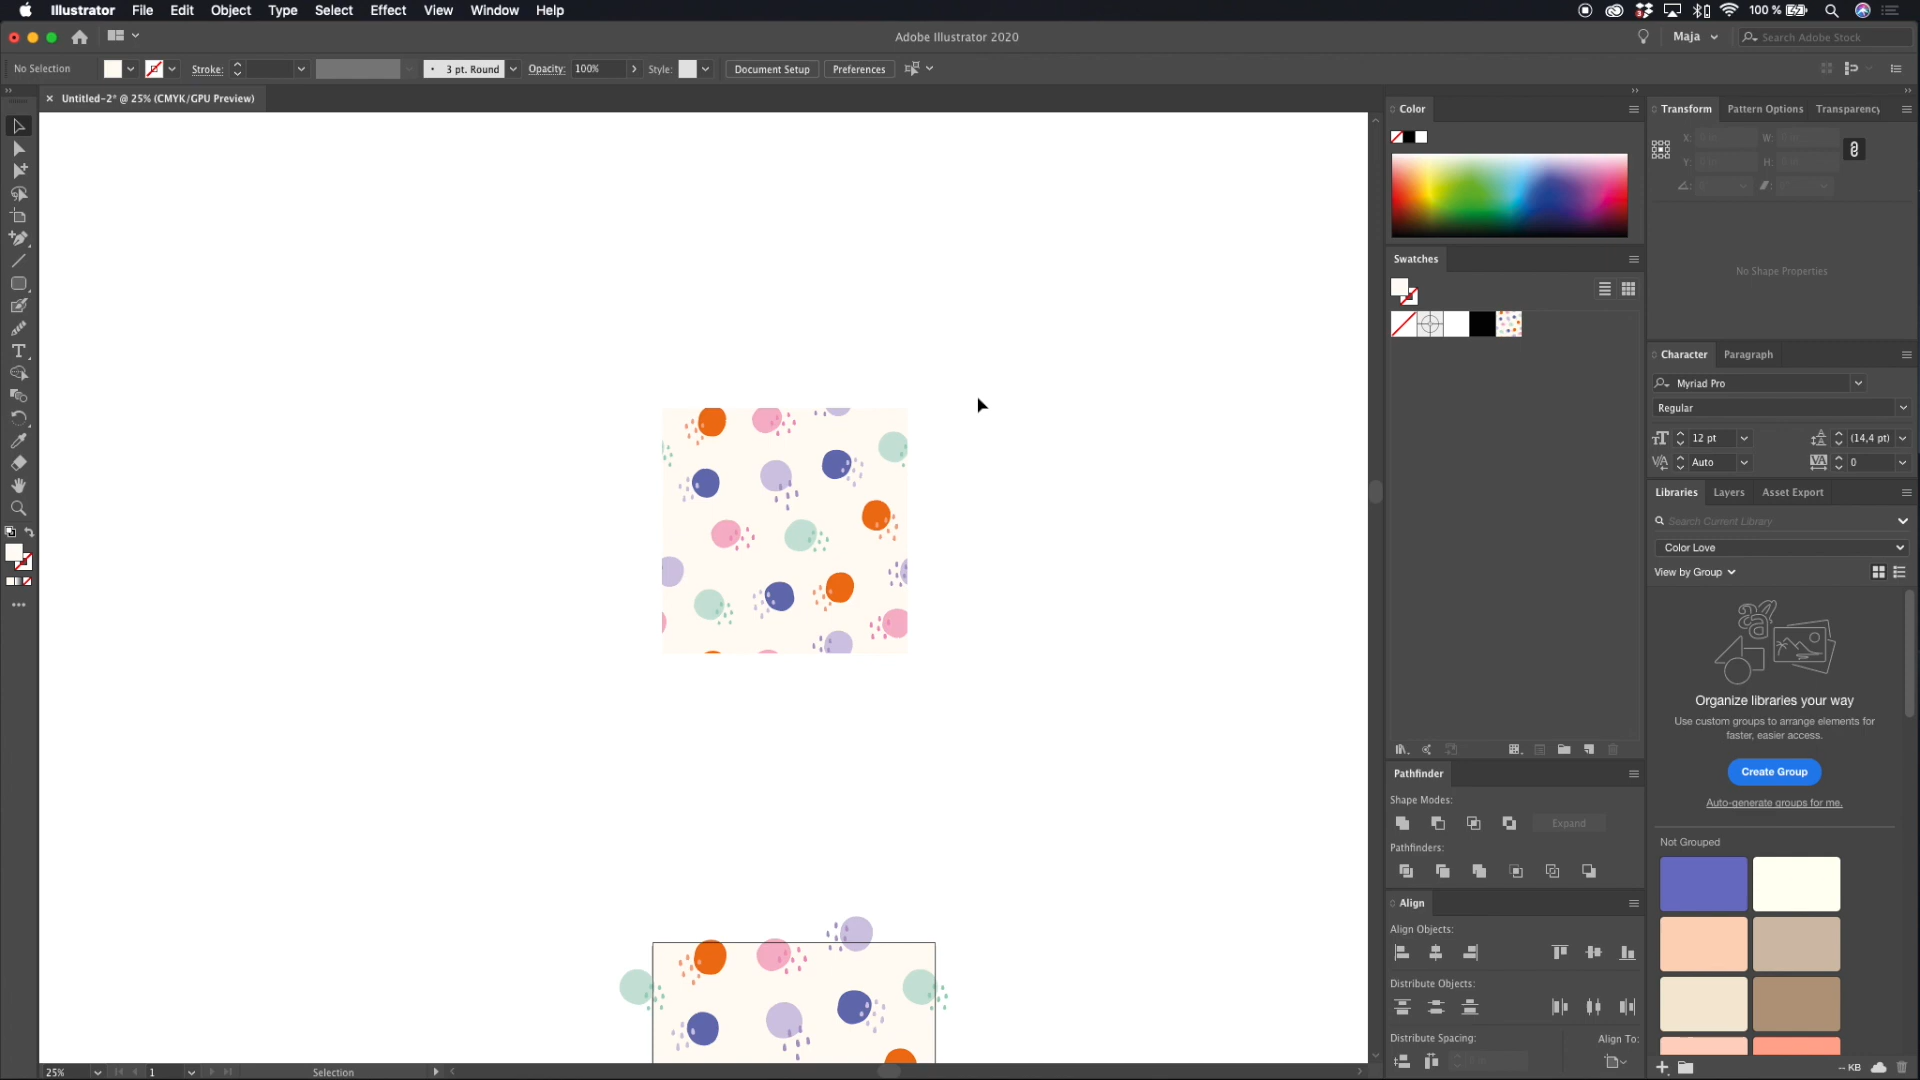 Illustrator File Edit Object Type Select Effect View Window Help
100 %
Adobe Illustrator 2020
Maja
Search Adobe Stock
No Selection
Stroke:
3 pt. Round
Opacity: 100%
Style:
Document Setup
Preferences
Untitled-2* @ 25% (CMYK/GPU Preview)
Color
Transform
Pattern Options
Transparency
X:
W:
Y:
H:
No Shape Properties
Swatches
Character
Paragraph
Myriad Pro
Regular
12 pt
(14,4 pt)
Auto
0
Libraries
Layers
Asset Export
Search Current Library
Color Love
View by Group
Organize libraries your way
Use custom groups to arrange elements for
faster, easier access.
Create Group
Auto-generate groups for me.
Pathfinder
Shape Modes:
Expand
Pathfinders:
Not Grouped
Align
Align Objects:
Distribute Objects:
Distribute Spacing:
Align To:
25%
1
Selection
-- KB